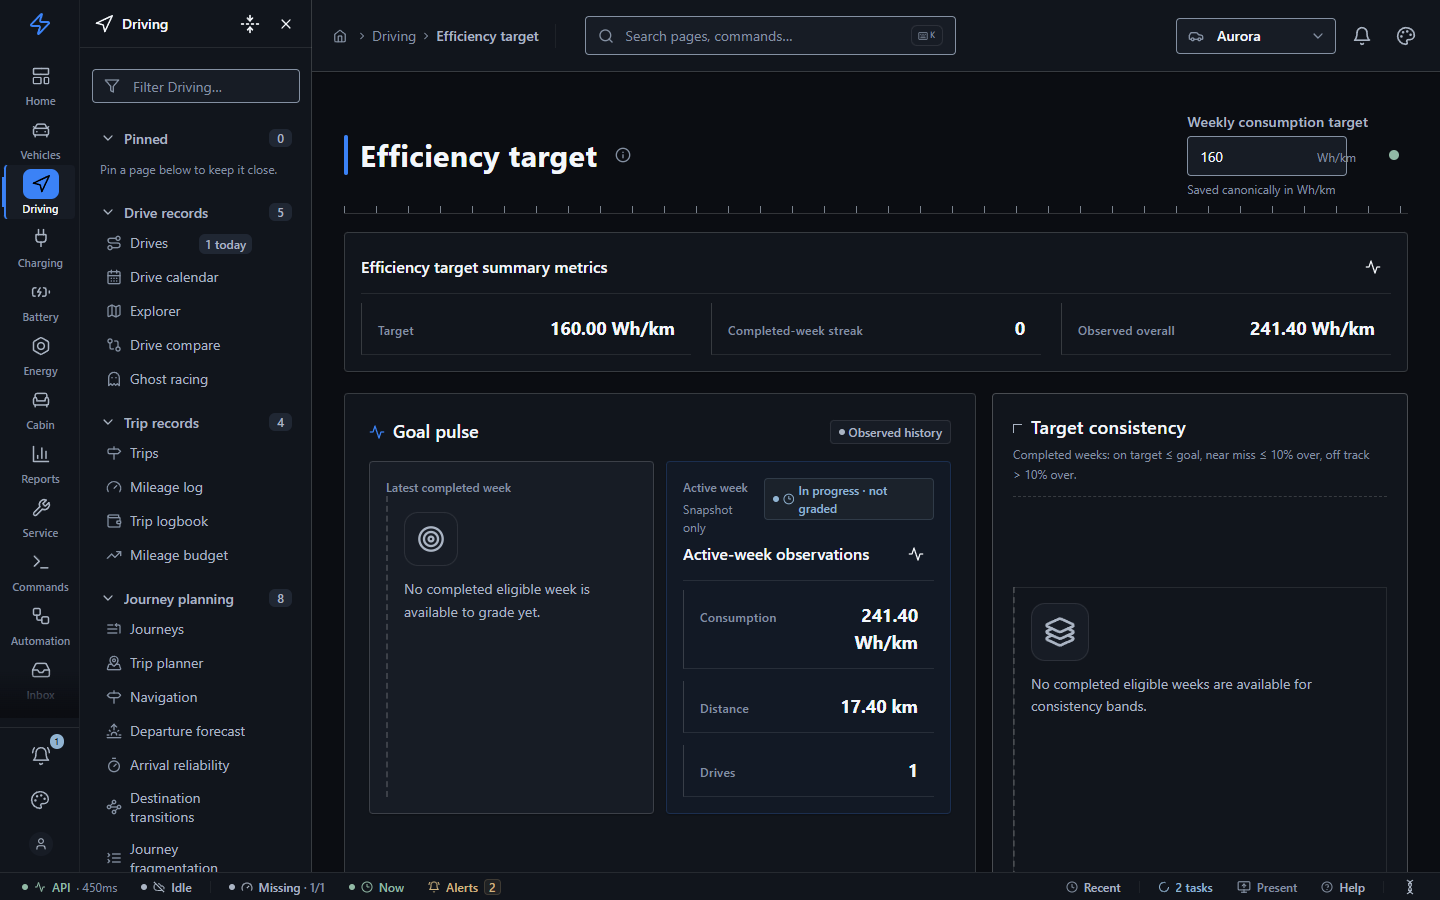 Driving
Driving
Efficiency target
Search pages, commands...
K
Aurora
Home
Vehicles
Driving
Charging
Battery
Energy
Cabin
Reports
Service
Commands
Automation
Inbox
1
Filter Driving...
Pinned
0
Pin a page below to keep it close.
Drive records
5
Drives
1 today
Drive calendar
Explorer
Drive compare
Ghost racing
Trip records
4
Trips
Mileage log
Trip logbook
Mileage budget
Journey planning
8
Journeys
Trip planner
Navigation
Departure forecast
Arrival reliability
Destination
transitions
Journey
fragmentation
Efficiency target
Weekly consumption target
160
Wh/km
Saved canonically in Wh/km
Efficiency target summary metrics
Target
160.00 Wh/km
Completed-week streak
0
Observed overall
241.40 Wh/km
Goal pulse
Observed history
Latest completed week
No completed eligible week is
available to grade yet.
Active week
Snapshot
only
In progress · not
graded
Active-week observations
Consumption
241.40
Wh/km
Distance
17.40 km
Drives
1
Target consistency
Completed weeks: on target ≤ goal, near miss ≤ 10% over, off track
> 10% over.
No completed eligible weeks are available for
consistency bands.
API · 450ms
Idle
Missing · 1/1
Now
Alerts
2
Recent
2 tasks
Present
Help